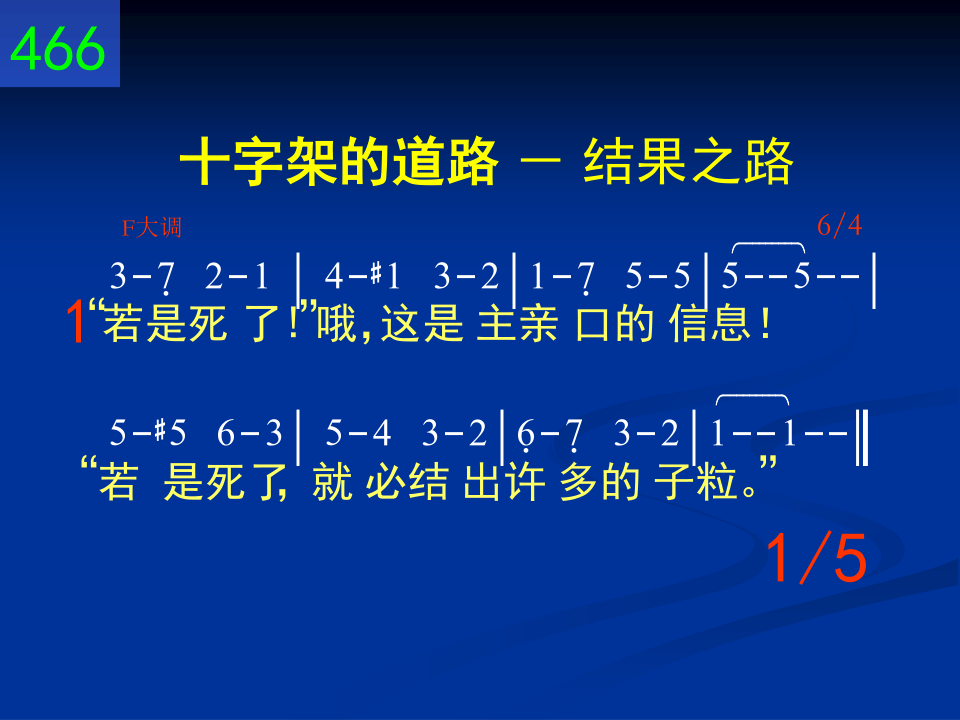 466
十字架的道路 － 结果之路
F大调 6/4
3-7̣ 2-1 | 4-#1 3-2 | 1-7̣ 5-5 | 5--5-- |
1 “若是死 了！”哦，这是 主亲 口的 信息！
5-#5 6-3 | 5-4 3-2 | 6̣-7̣ 3-2 | 1--1-- ‖
“若 是死了，就 必结 出许 多的 子粒。”
1/5